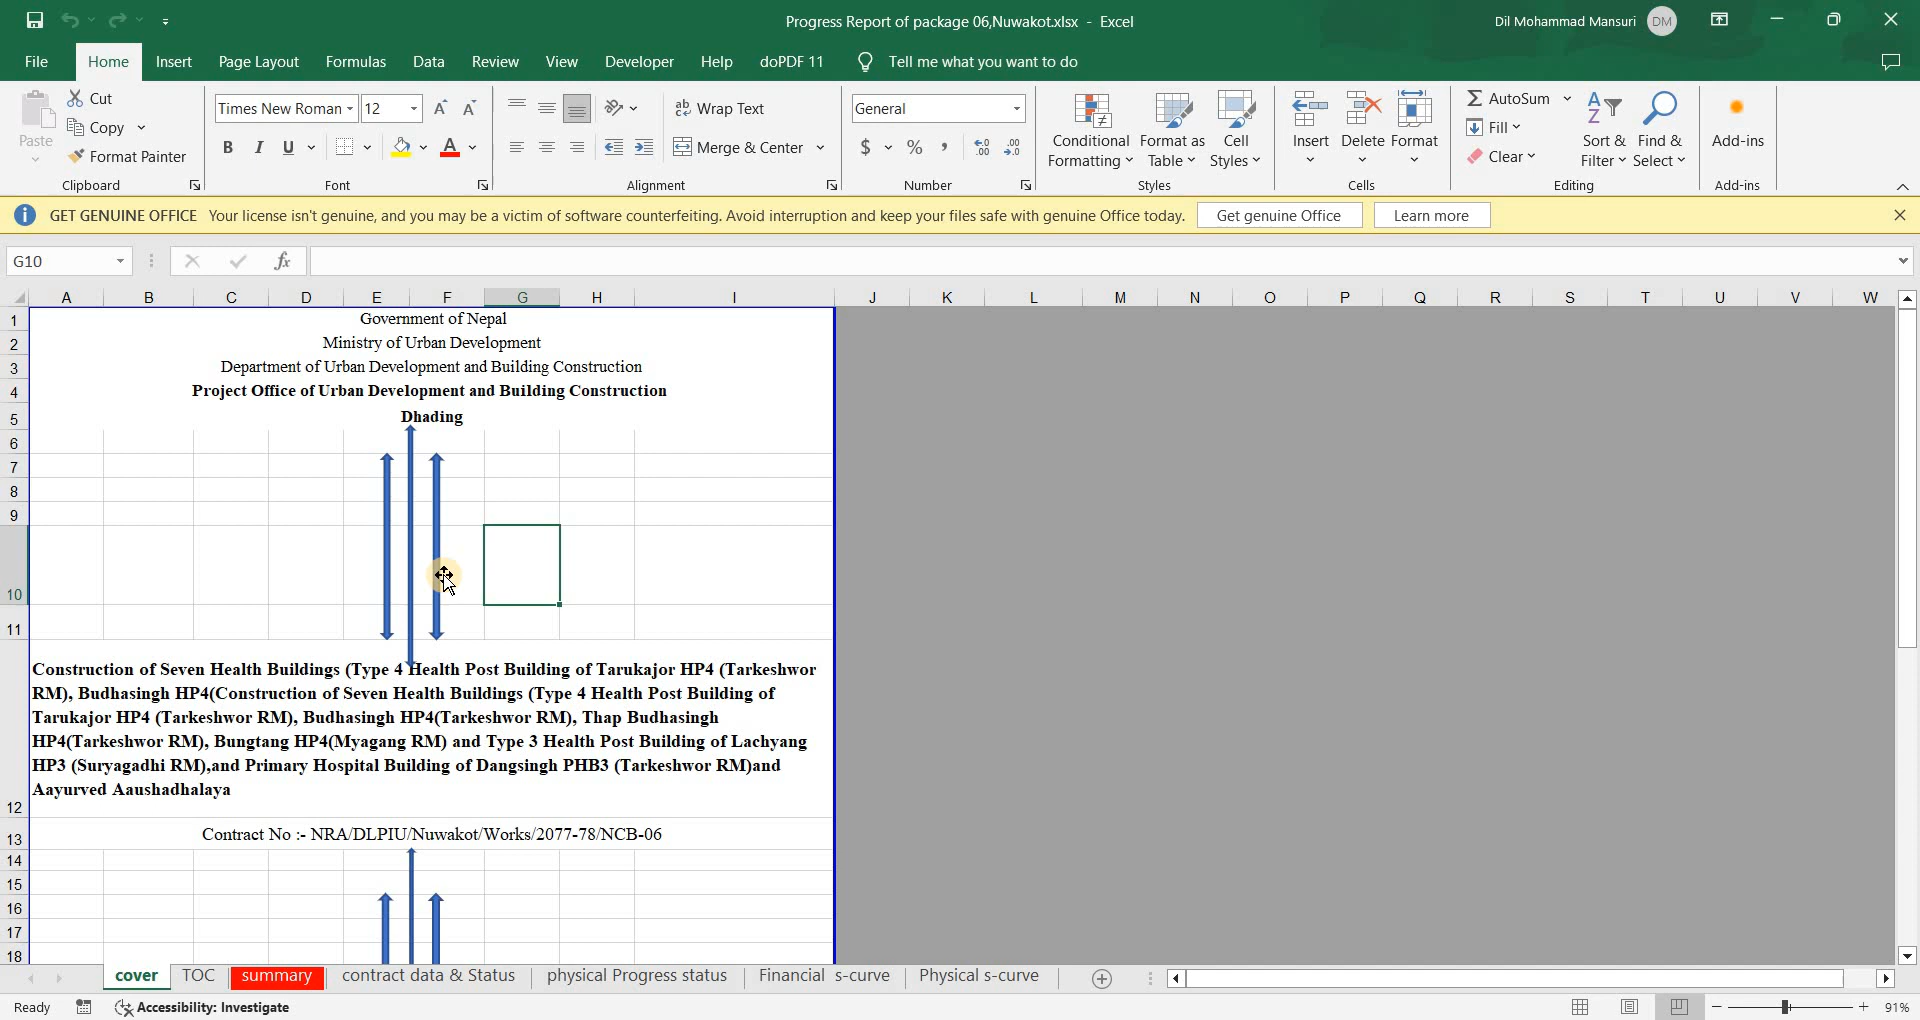 Progress Report of package 06,Nuwakot.xlsx - Excel
Dil Mohammad Mansuri DM
File Home Insert Page Layout Formulas Data Review View Developer Help doPDF 11 Tell me what you want to do
Paste
Cut
Copy
Format Painter
Clipboard
Times New Roman 12
B I U
Font
Wrap Text
Merge & Center
Alignment
General
$ % ,
Number
Conditional Formatting
Format as Table
Cell Styles
Styles
Insert Delete Format
Cells
AutoSum
Fill
Clear
Sort & Filter
Find & Select
Editing
Add-ins
Add-ins
GET GENUINE OFFICE Your license isn't genuine, and you may be a victim of software counterfeiting. Avoid interruption and keep your files safe with genuine Office today. Get genuine Office Learn more
G10 fx
A B C D E F G H I J K L M N O P Q R S T U V W
1 Government of Nepal
2 Ministry of Urban Development
3 Department of Urban Development and Building Construction
4 Project Office of Urban Development and Building Construction
5 Dhading
6
7
8
9
10
11
Construction of Seven Health Buildings (Type 4 Health Post Building of Tarukajor HP4 (Tarkeshwor
RM), Budhasingh HP4(Construction of Seven Health Buildings (Type 4 Health Post Building of
Tarukajor HP4 (Tarkeshwor RM), Budhasingh HP4(Tarkeshwor RM), Thap Budhasingh
HP4(Tarkeshwor RM), Bungtang HP4(Myagang RM) and Type 3 Health Post Building of Lachyang
HP3 (Suryagadhi RM),and Primary Hospital Building of Dangsingh PHB3 (Tarkeshwor RM)and
Aayurved Aaushadhalaya
12
13 Contract No :- NRA/DLPIU/Nuwakot/Works/2077-78/NCB-06
14
15
16
17
18
cover TOC summary contract data & Status physical Progress status Financial s-curve Physical s-curve
Ready Accessibility: Investigate 91%